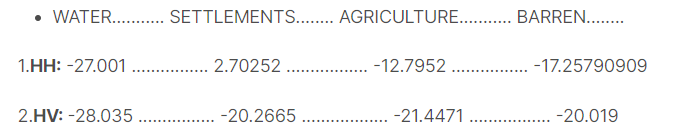 • WATER........... SETTLEMENTS........ AGRICULTURE........... BARREN........
1.HH: -27.001 ................ 2.70252 ................. -12.7952 ................ -17.25790909
2.HV: -28.035 ................ -20.2665 .................. -21.4471 ................. -20.019